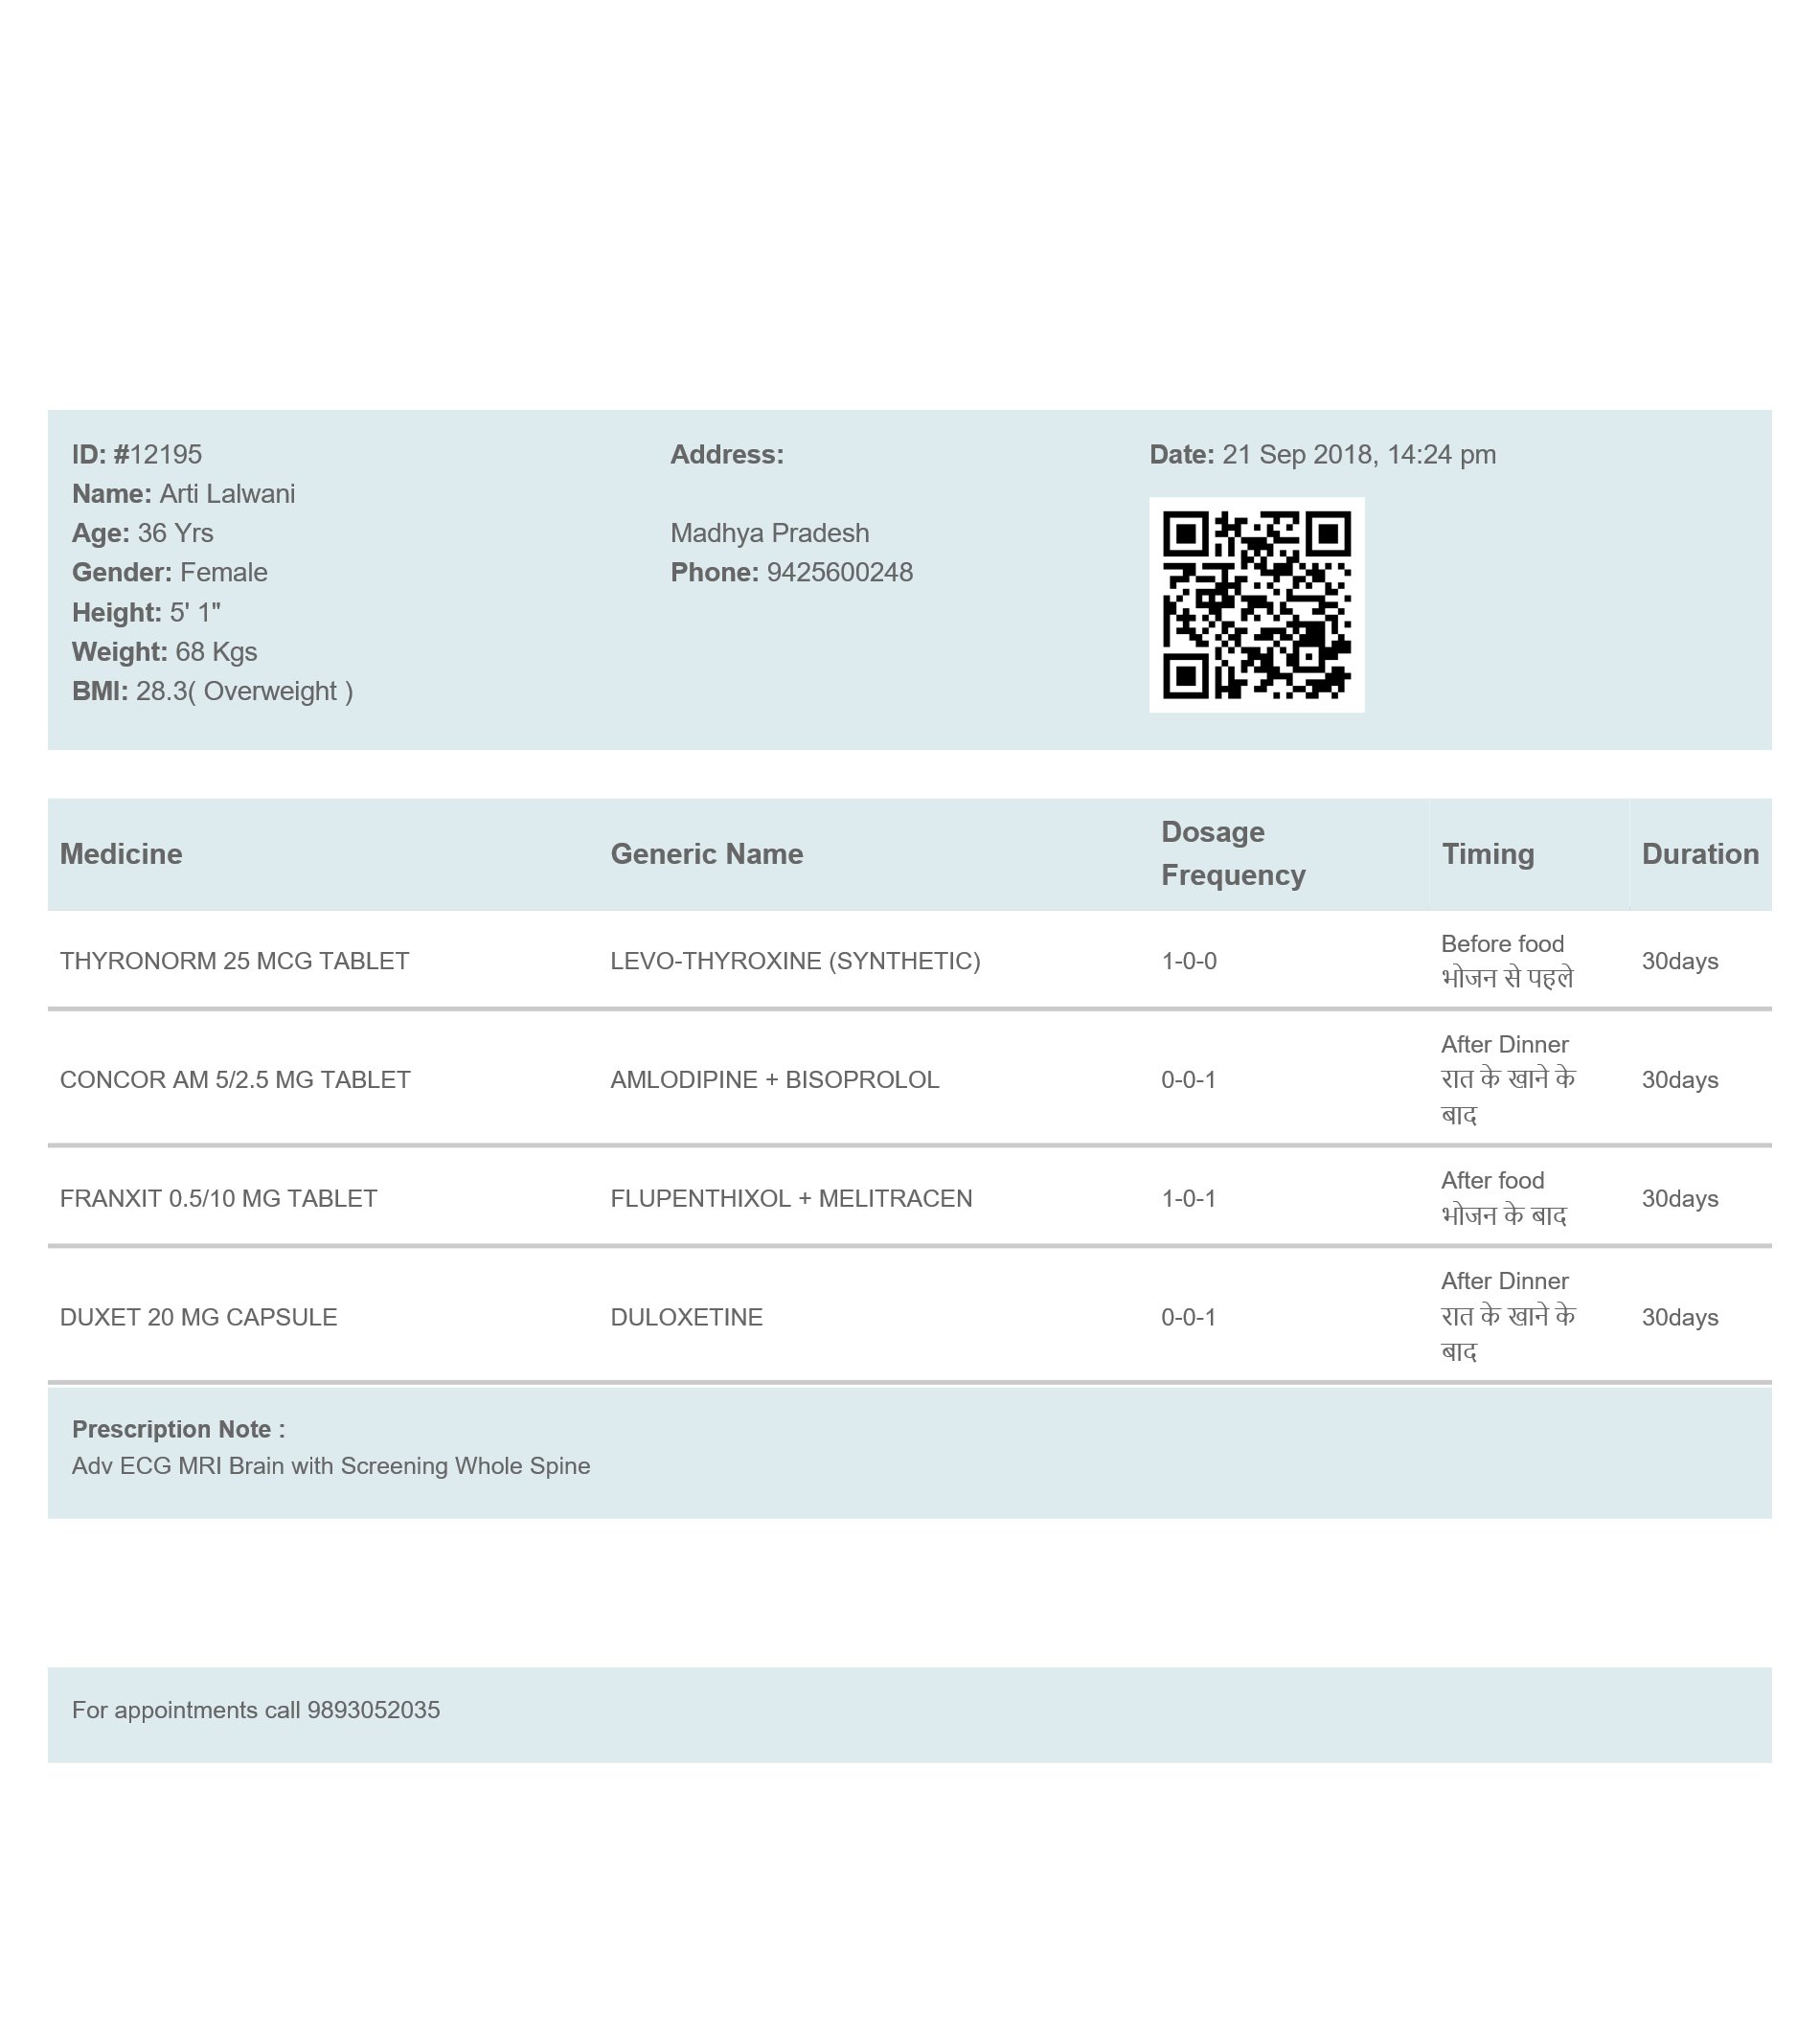 ID: #12195
Name: Arti Lalwani
Age: 36 Yrs
Gender: Female
Height: 5' 1"
Weight: 68 Kgs
BMI: 28.3( Overweight )
Address:
Madhya Pradesh
Phone: 9425600248
Date: 21 Sep 2018, 14:24 pm
Medicine Generic Name Dosage Frequency Timing Duration
THYRONORM 25 MCG TABLET LEVO-THYROXINE (SYNTHETIC) 1-0-0 Before food 30days
भोजन से पहले
CONCOR AM 5/2.5 MG TABLET AMLODIPINE + BISOPROLOL 0-0-1 After Dinner 30days
रात के खाने के
बाद
FRANXIT 0.5/10 MG TABLET FLUPENTHIXOL + MELITRACEN 1-0-1 After food 30days
भोजन के बाद
DUXET 20 MG CAPSULE DULOXETINE 0-0-1 After Dinner 30days
रात के खाने के
बाद
Prescription Note :
Adv ECG MRI Brain with Screening Whole Spine
For appointments call 9893052035